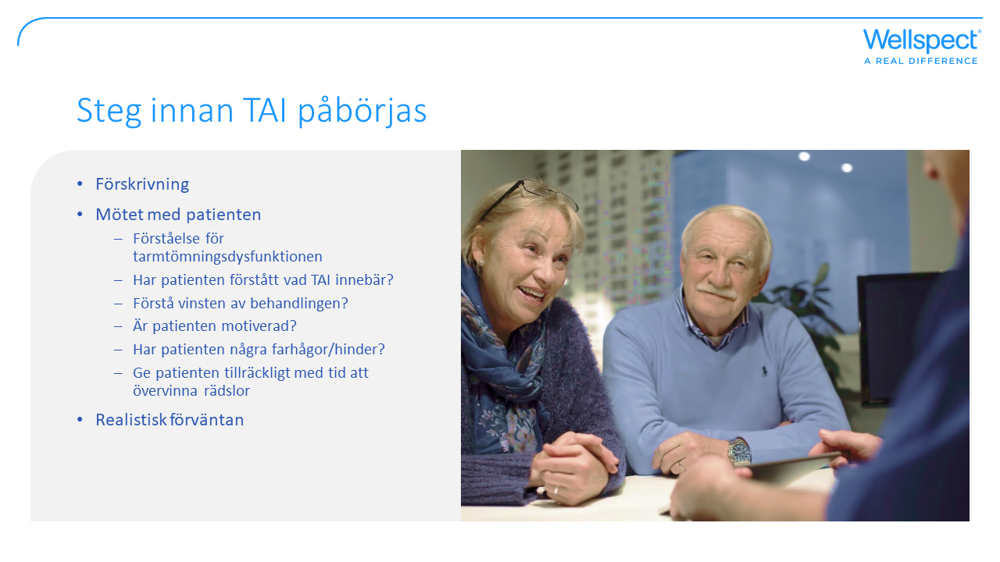 Wellspect®
A REAL DIFFERENCE
Steg innan TAI påbörjas
• Förskrivning
• Mötet med patienten
– Förståelse för
tarmtömningsdysfunktionen
– Har patienten förstått vad TAI innebär?
– Förstå vinsten av behandlingen?
– Är patienten motiverad?
– Har patienten några farhågor/hinder?
– Ge patienten tillräckligt med tid att
övervinna rädslor
• Realistisk förväntan